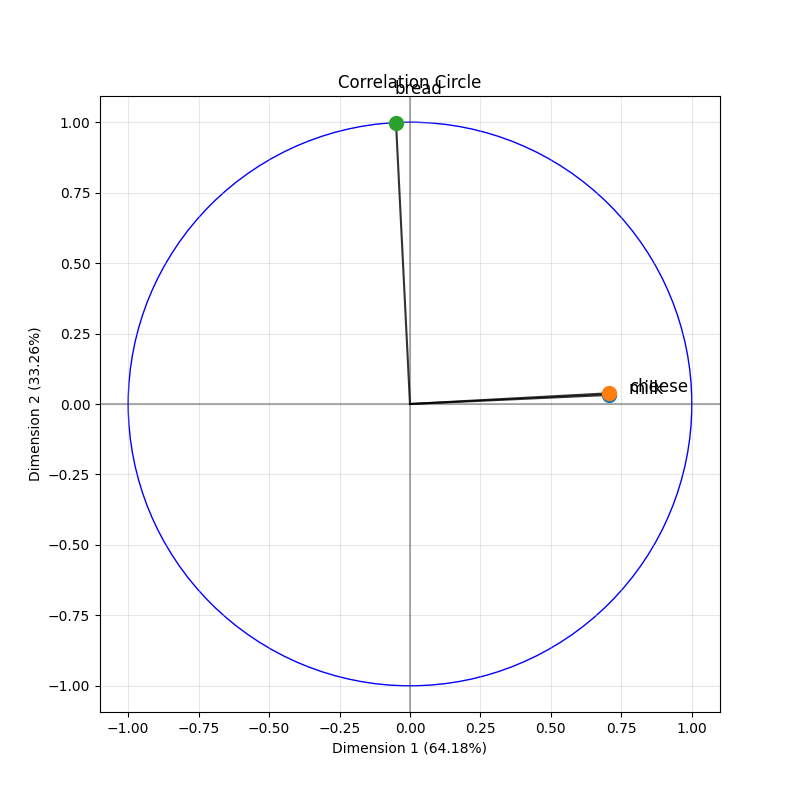 Correlation Circle
bread
1.00
0.75
0.50
0.25
0.00
−0.25
−0.50
−0.75
−1.00
cheese
milk
−1.00 −0.75 −0.50 −0.25 0.00 0.25 0.50 0.75 1.00
Dimension 1 (64.18%)
Dimension 2 (33.26%)